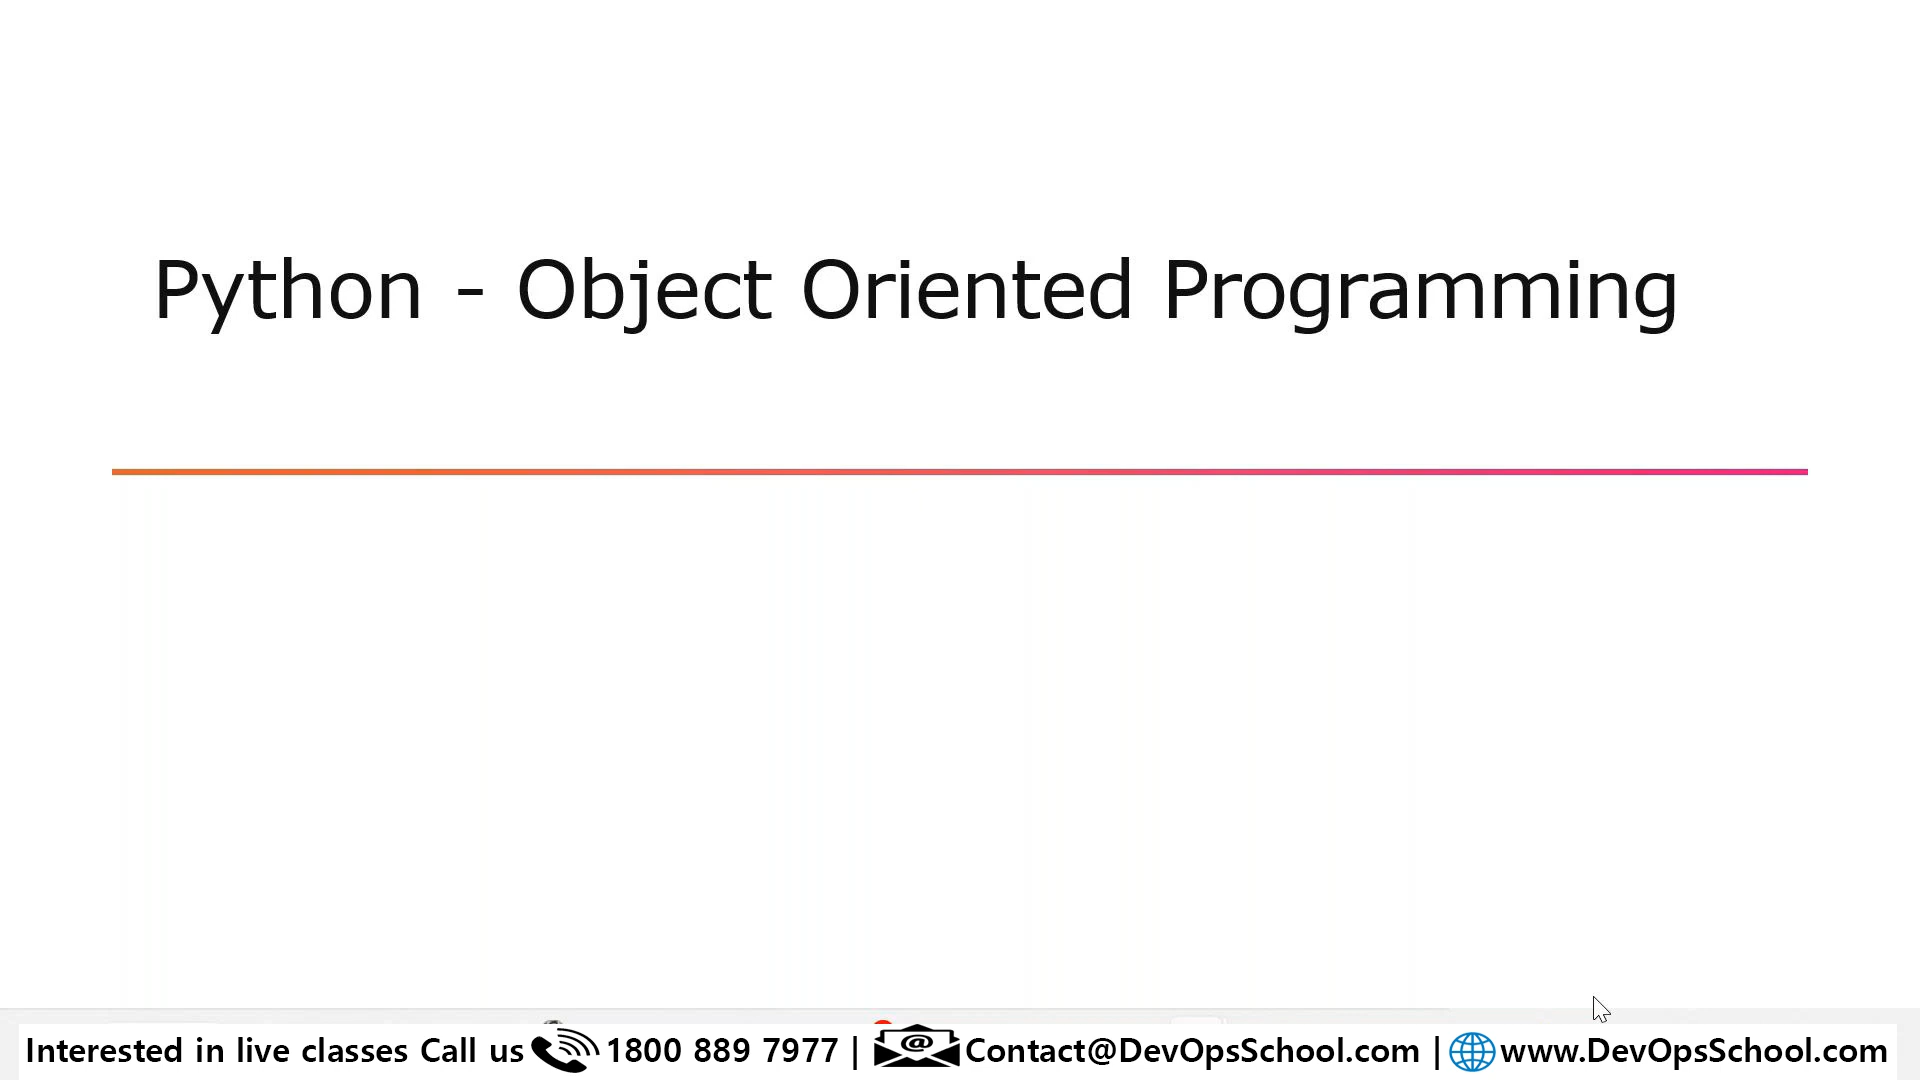 Python - Object Oriented Programming
Interested in live classes Call us 1800 889 7977 | @ Contact@DevOpsSchool.com | www.DevOpsSchool.com